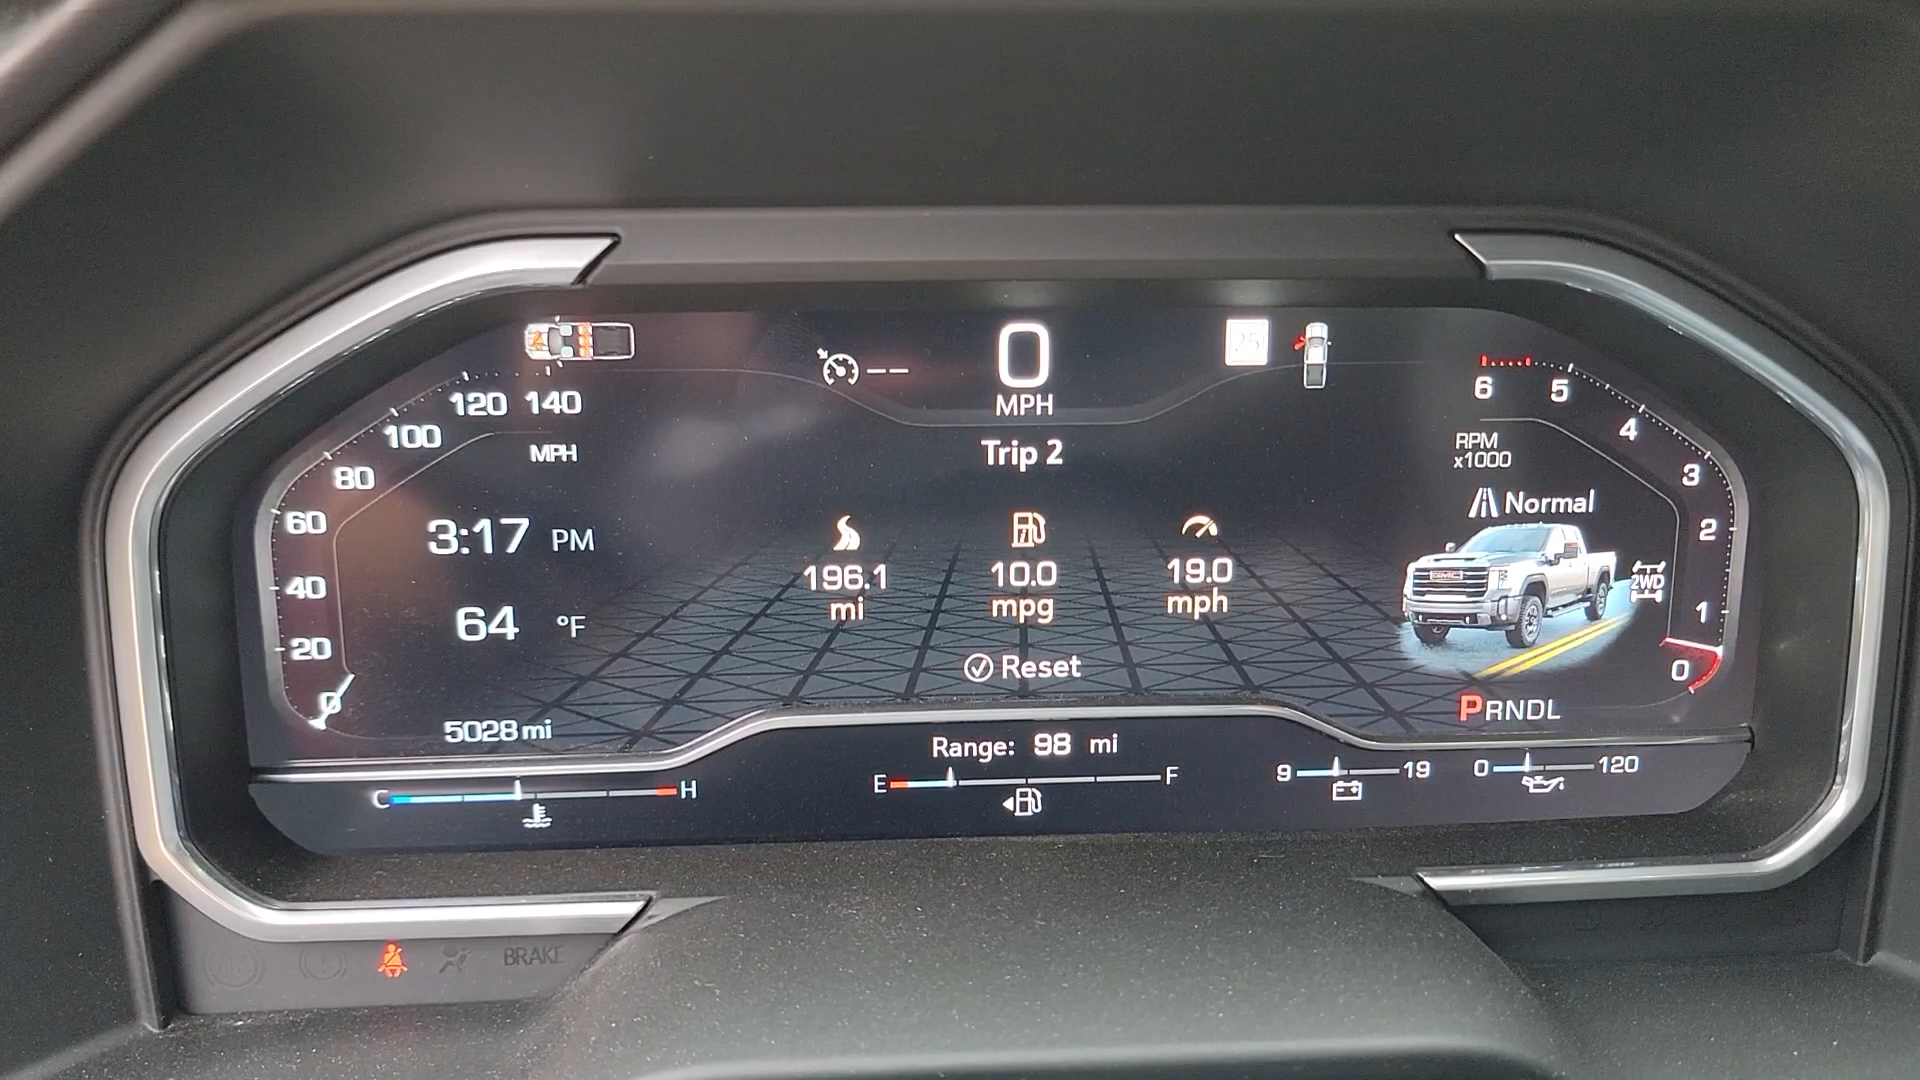 0
MPH
25
Trip 2
120 140
100
80
60
40
20
0
MPH
3:17 PM
64 °F
5028 mi
196.1
mi
10.0
mpg
19.0
mph
Reset
6 5
4
3
2
1
0
RPM
x1000
Normal
GMC
2WD
PRNDL
Range: 98 mi
C H
E F
9 19
0 120
BRAKE